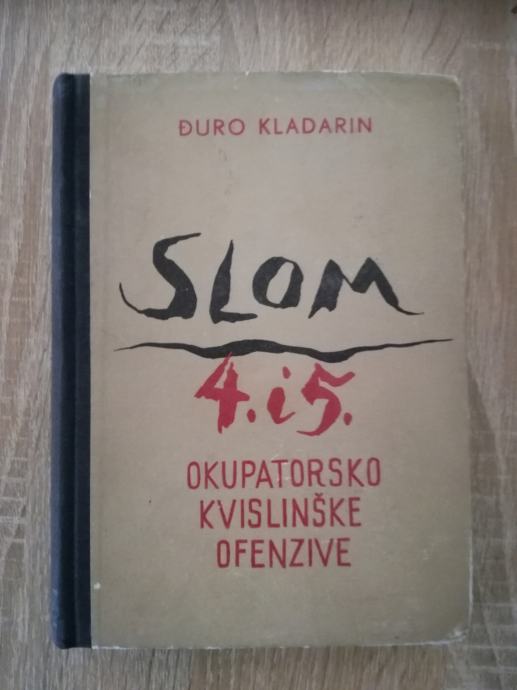 ĐURO KLADARIN
SLOM
4. i 5.
OKUPATORSKO
KVISLINŠKE
OFENZIVE